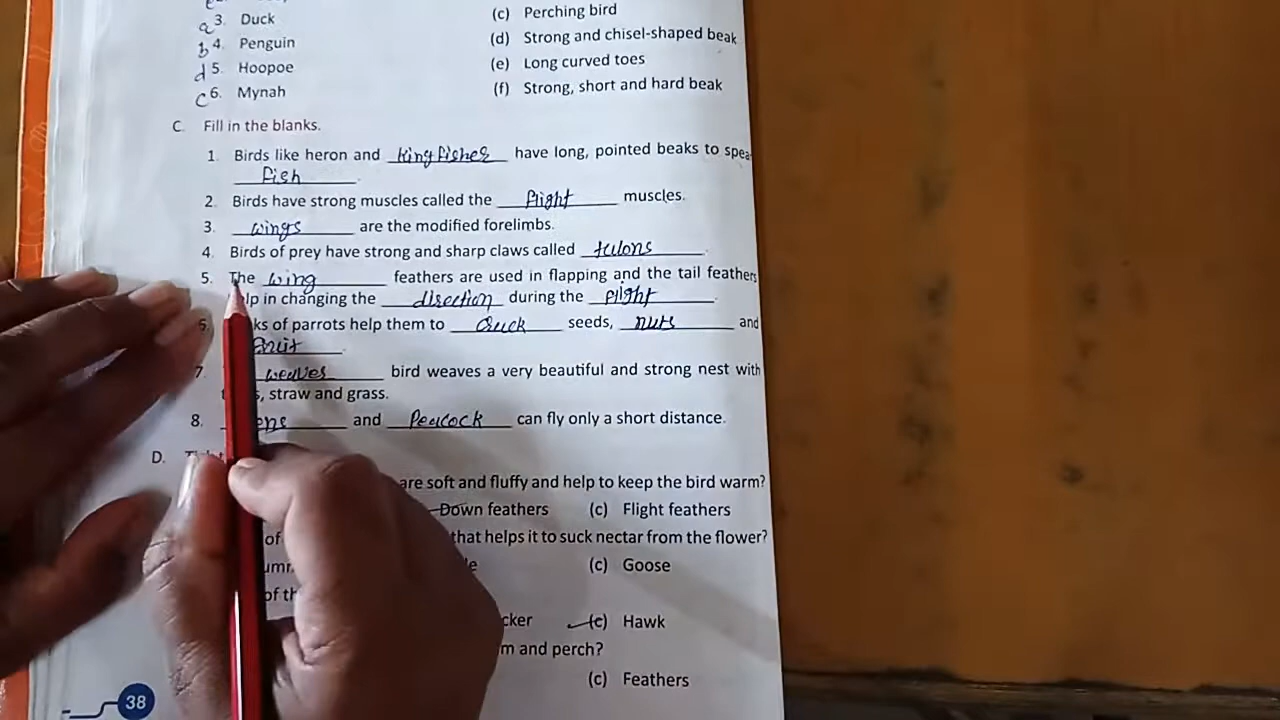 a 3. Duck (c) Perching bird
b 4. Penguin (d) Strong and chisel-shaped beak
d 5. Hoopoe (e) Long curved toes
c 6. Mynah (f) Strong, short and hard beak
C. Fill in the blanks.
1. Birds like heron and kingfisher have long, pointed beaks to spea
fish.
2. Birds have strong muscles called the flight muscles.
3. wings are the modified forelimbs.
4. Birds of prey have strong and sharp claws called talons.
5. The wing feathers are used in flapping and the tail feathers
lp in changing the direction during the flight.
ks of parrots help them to seeds, nuts and
fruit.
7. weaves bird weaves a very beautiful and strong nest with
s, straw and grass.
8. ens and Peacock can fly only a short distance.
D.
are soft and fluffy and help to keep the bird warm?
Down feathers (c) Flight feathers
of that helps it to suck nectar from the flower?
(c) Goose
of th
cker (c) Hawk
m and perch?
(c) Feathers
38